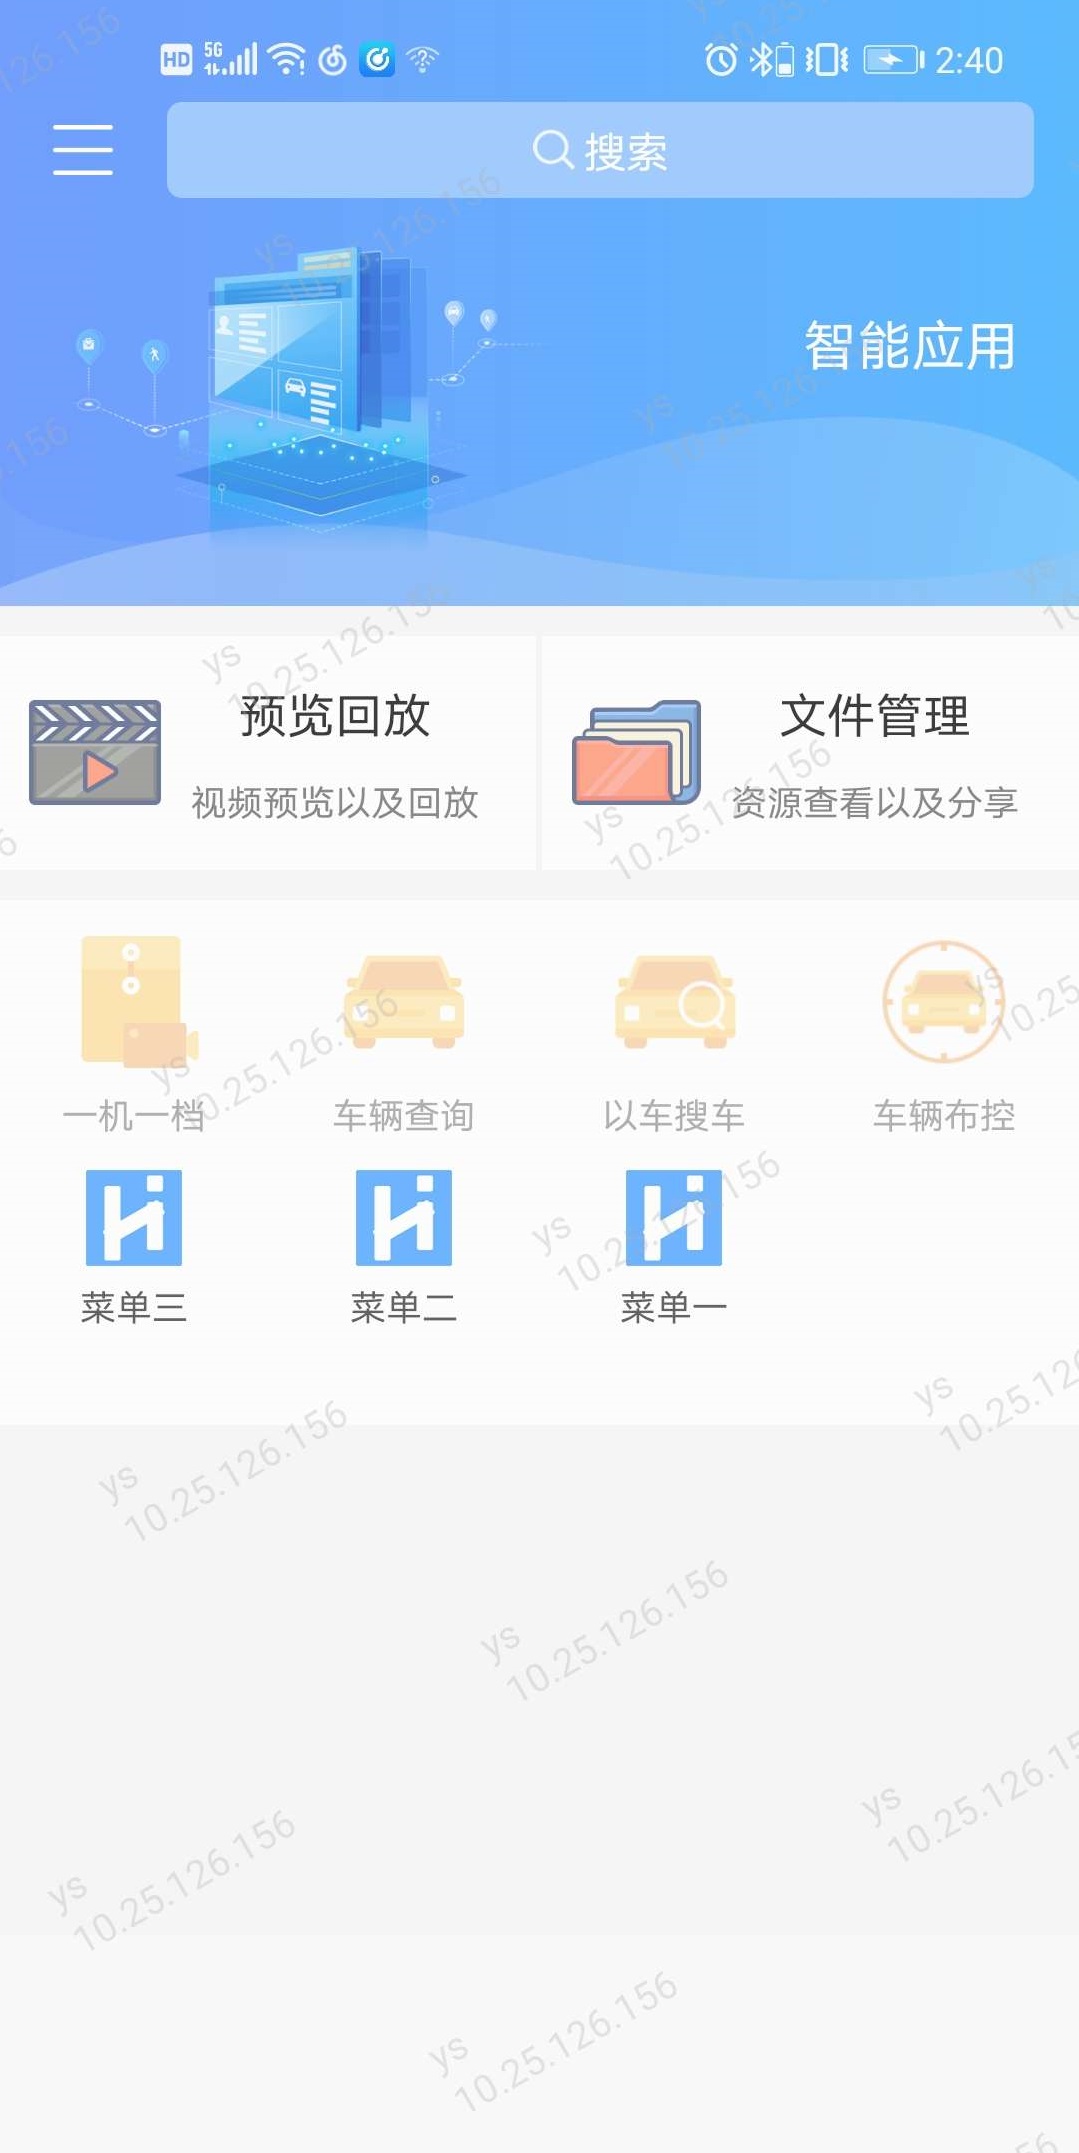 HD 5G 2:40
搜索
智能应用
预览回放
视频预览以及回放
文件管理
资源查看以及分享
一机一档 车辆查询 以车搜车 车辆布控
菜单三 菜单二 菜单一
ys
10.25.126.156